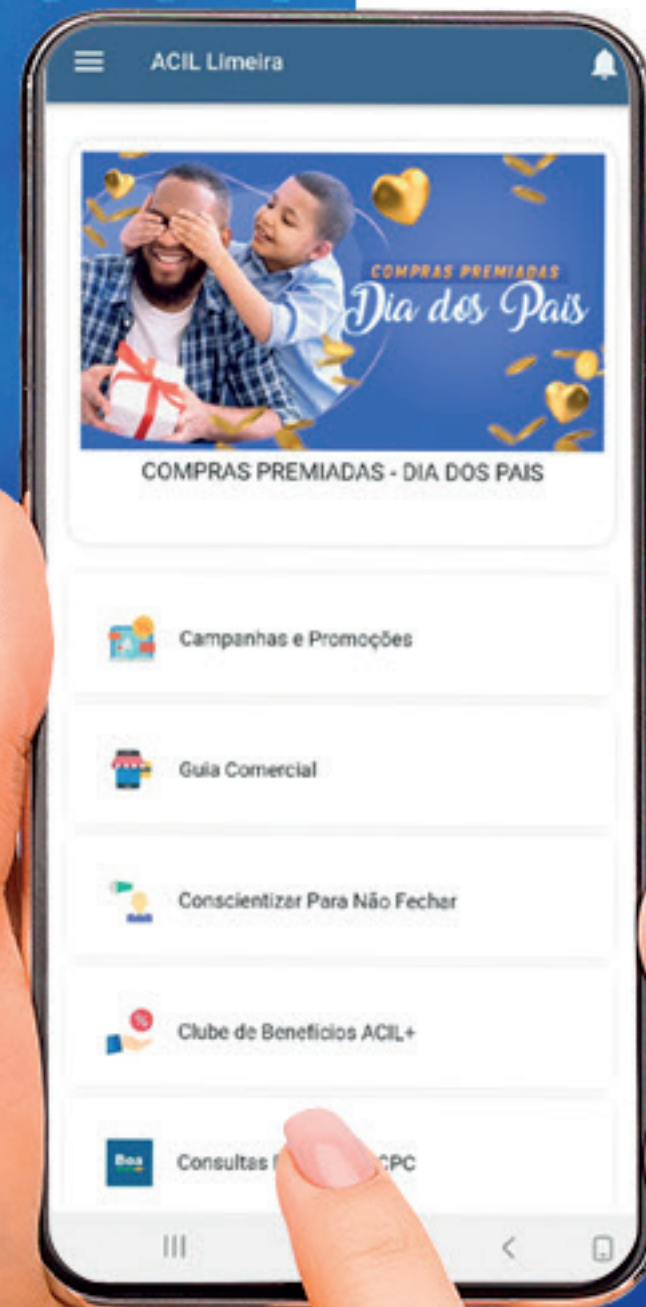 ACIL Limeira
COMPRAS PREMIADAS
Dia dos Pais
COMPRAS PREMIADAS - DIA DOS PAIS
Campanhas e Promoções
Guia Comercial
Conscientizar Para Não Fechar
Clube de Benefícios ACIL+
Boa
Consultas CPC